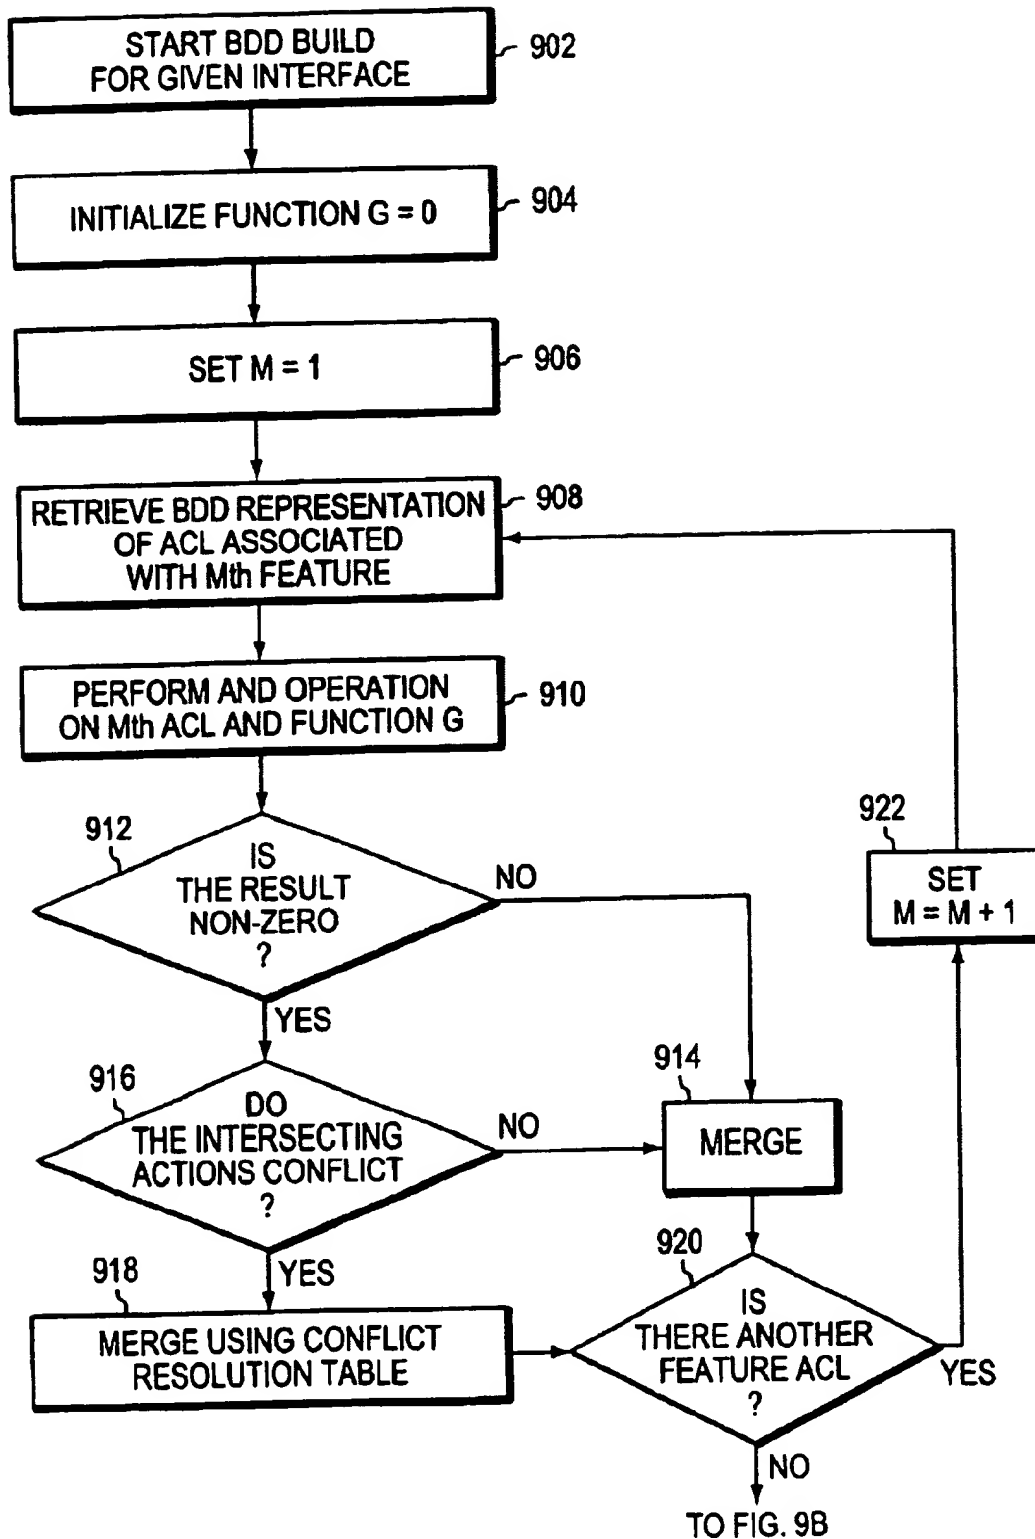 START BDD BUILD
FOR GIVEN INTERFACE
902
INITIALIZE FUNCTION G = 0
904
SET M = 1
906
RETRIEVE BDD REPRESENTATION
OF ACL ASSOCIATED
WITH Mth FEATURE
908
PERFORM AND OPERATION
ON Mth ACL AND FUNCTION G
910
912
IS
THE RESULT
NON-ZERO
?
NO
YES
922
SET
M = M + 1
916
DO
THE INTERSECTING
ACTIONS CONFLICT
?
NO
YES
914
MERGE
918
MERGE USING CONFLICT
RESOLUTION TABLE
920
IS
THERE ANOTHER
FEATURE ACL
?
YES
NO
TO FIG. 9B